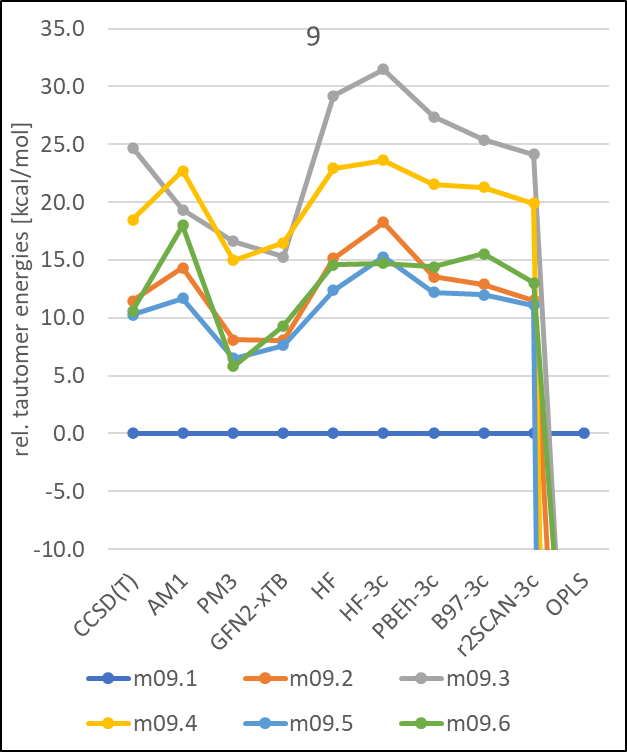 9
35.0
30.0
25.0
20.0
15.0
10.0
5.0
0.0
-5.0
-10.0
rel. tautomer energies [kcal/mol]
CCSD(T)
AM1
PM3
GFN2-xTB
HF
HF-3c
PBEh-3c
B97-3c
r2SCAN-3c
OPLS
m09.1 m09.2 m09.3
m09.4 m09.5 m09.6